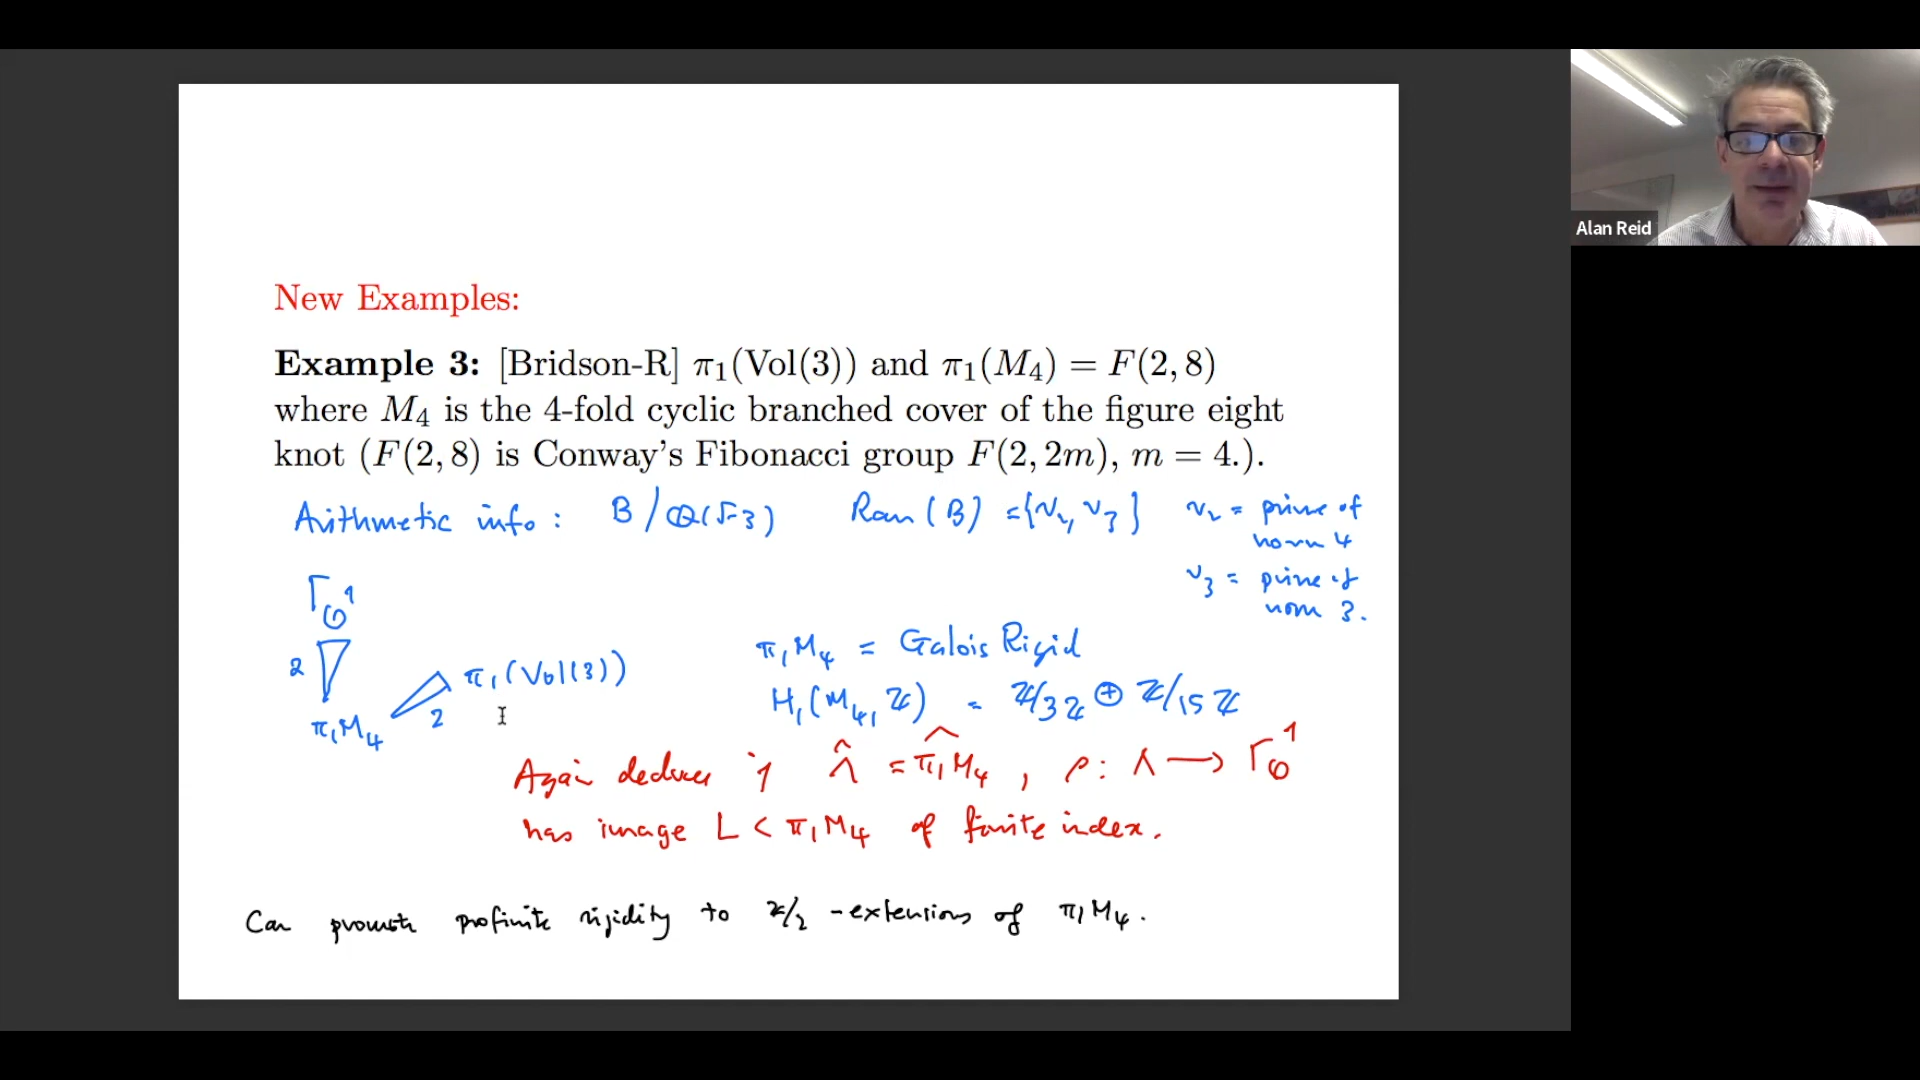 New Examples:
Example 3: [Bridson-R] π₁(Vol(3)) and π₁(M₄) = F(2, 8)
where M₄ is the 4-fold cyclic branched cover of the figure eight
knot (F(2, 8) is Conway's Fibonacci group F(2, 2m), m = 4.).
Arithmetic info : B / Q(√-3) Ram (B) = {ν₂, ν₃} ν₂ = prime of
norm 4
ν₃ = prime of
norm 3.
Γ_O^1
2
π₁(Vol(3))
2
π₁M₄
π₁M₄ = Galois Rigid
H₁(M₄, Z) = Z/3Z ⊕ Z/15Z
Again deduce if Λ̂ = π̂₁M₄ , ρ : Λ → Γ_O^1
has image L < π₁M₄ of finite index.
Can promote profinite rigidity to Z/2 -extensions of π₁M₄.
Alan Reid